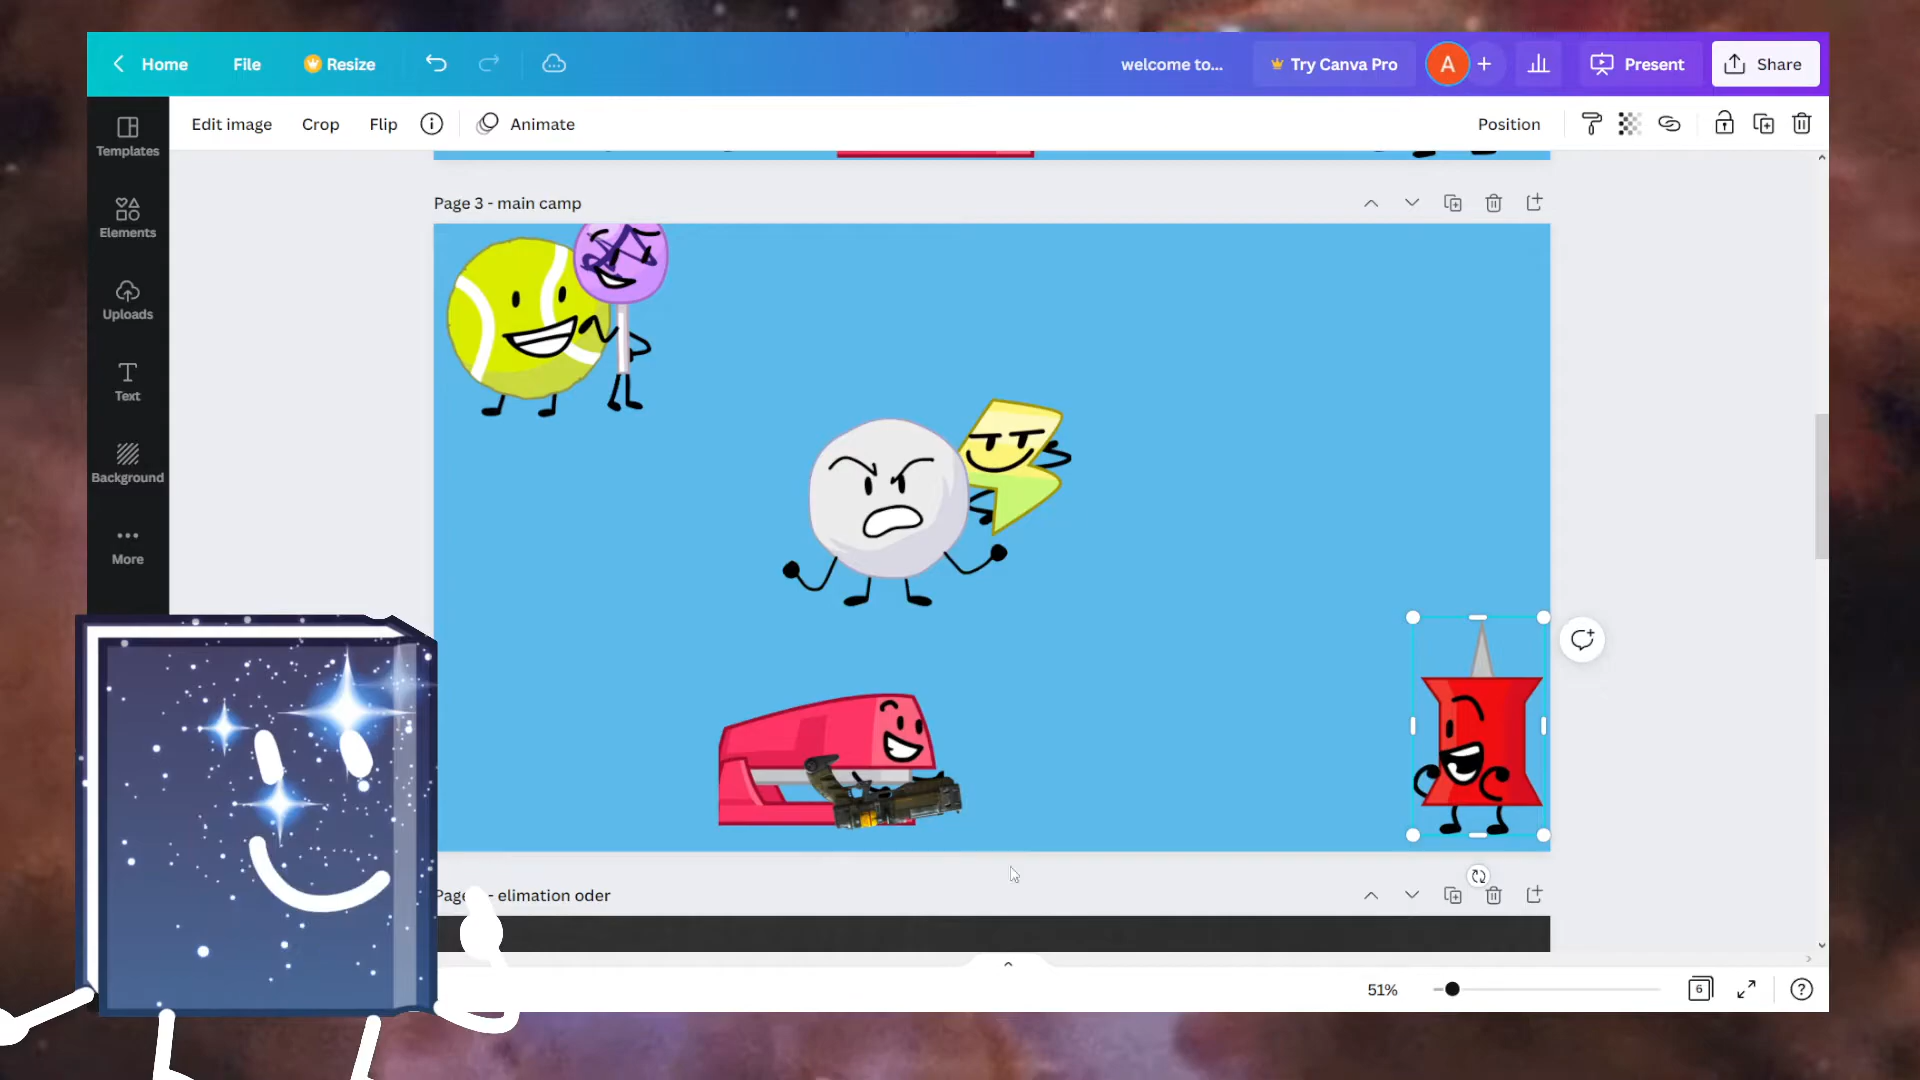 Home File Resize welcome to... Try Canva Pro A Present Share
Edit image Crop Flip Animate Position
Templates
Elements
Uploads
Text
Background
More
Page 3 - main camp
Page - elimation oder
51% 6